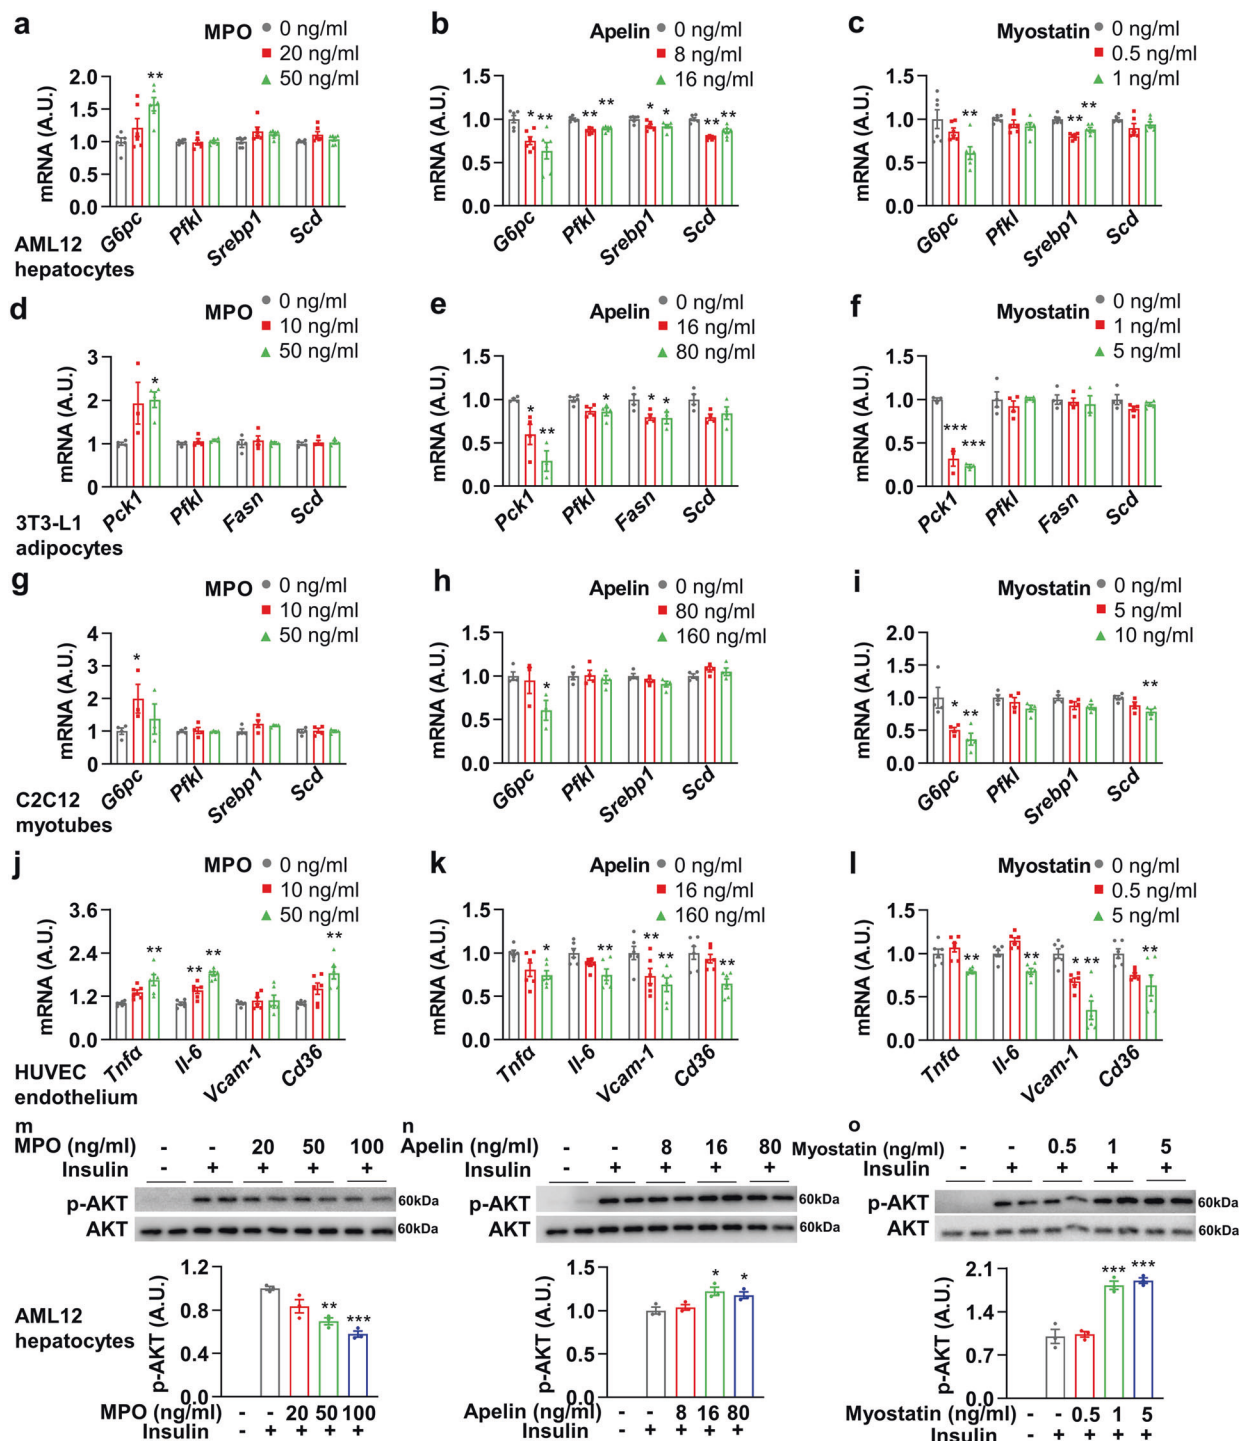 a
MPO
0 ng/ml
20 ng/ml
50 ng/ml
mRNA (A.U.)
2.0
1.5
1.0
0.5
0.0
**
G6pc
Pfkl
Srebp1
Scd
AML12
hepatocytes
b
Apelin
0 ng/ml
8 ng/ml
16 ng/ml
mRNA (A.U.)
1.5
1.0
0.5
0.0
* ** ** ** * * ** **
G6pc
Pfkl
Srebp1
Scd
c
Myostatin
0 ng/ml
0.5 ng/ml
1 ng/ml
mRNA (A.U.)
1.5
1.0
0.5
0.0
** ** **
G6pc
Pfkl
Srebp1
Scd
d
MPO
0 ng/ml
10 ng/ml
50 ng/ml
mRNA (A.U.)
3
2
1
0
*
Pck1
Pfkl
Fasn
Scd
3T3-L1
adipocytes
e
Apelin
0 ng/ml
16 ng/ml
80 ng/ml
mRNA (A.U.)
1.5
1.0
0.5
0.0
* ** * * *
Pck1
Pfkl
Fasn
Scd
f
Myostatin
0 ng/ml
1 ng/ml
5 ng/ml
mRNA (A.U.)
1.5
1.0
0.5
0.0
*** ***
Pck1
Pfkl
Fasn
Scd
g
MPO
0 ng/ml
10 ng/ml
50 ng/ml
mRNA (A.U.)
4
3
2
1
0
*
G6pc
Pfkl
Srebp1
Scd
C2C12
myotubes
h
Apelin
0 ng/ml
80 ng/ml
160 ng/ml
mRNA (A.U.)
1.5
1.0
0.5
0.0
*
G6pc
Pfkl
Srebp1
Scd
i
Myostatin
0 ng/ml
5 ng/ml
10 ng/ml
mRNA (A.U.)
2.0
1.5
1.0
0.5
0.0
* ** **
G6pc
Pfkl
Srebp1
Scd
j
MPO
0 ng/ml
10 ng/ml
50 ng/ml
mRNA (A.U.)
3.6
2.4
1.2
0.0
** ** ** **
Tnfα
Il-6
Vcam-1
Cd36
HUVEC
endothelium
k
Apelin
0 ng/ml
16 ng/ml
160 ng/ml
mRNA (A.U.)
1.5
1.0
0.5
0.0
* ** ** ** **
Tnfα
Il-6
Vcam-1
Cd36
l
Myostatin
0 ng/ml
0.5 ng/ml
5 ng/ml
mRNA (A.U.)
1.5
1.0
0.5
0.0
** ** * ** **
Tnfα
Il-6
Vcam-1
Cd36
m
MPO (ng/ml) - - 20 50 100
Insulin - + + + +
p-AKT 60kDa
AKT 60kDa
p-AKT (A.U.)
1.2
0.8
0.4
0.0
** ***
MPO (ng/ml) - - 20 50 100
Insulin - + + + +
AML12
hepatocytes
n
Apelin (ng/ml) - - 8 16 80
Insulin - + + + +
p-AKT 60kDa
AKT 60kDa
p-AKT (A.U.)
1.5
1.0
0.5
0.0
* *
Apelin (ng/ml) - - 8 16 80
Insulin - + + + +
o
Myostatin (ng/ml) - - 0.5 1 5
Insulin - + + + +
p-AKT 60kDa
AKT 60kDa
p-AKT (A.U.)
2.1
1.4
0.7
0.0
*** ***
Myostatin (ng/ml) - - 0.5 1 5
Insulin - + + + +